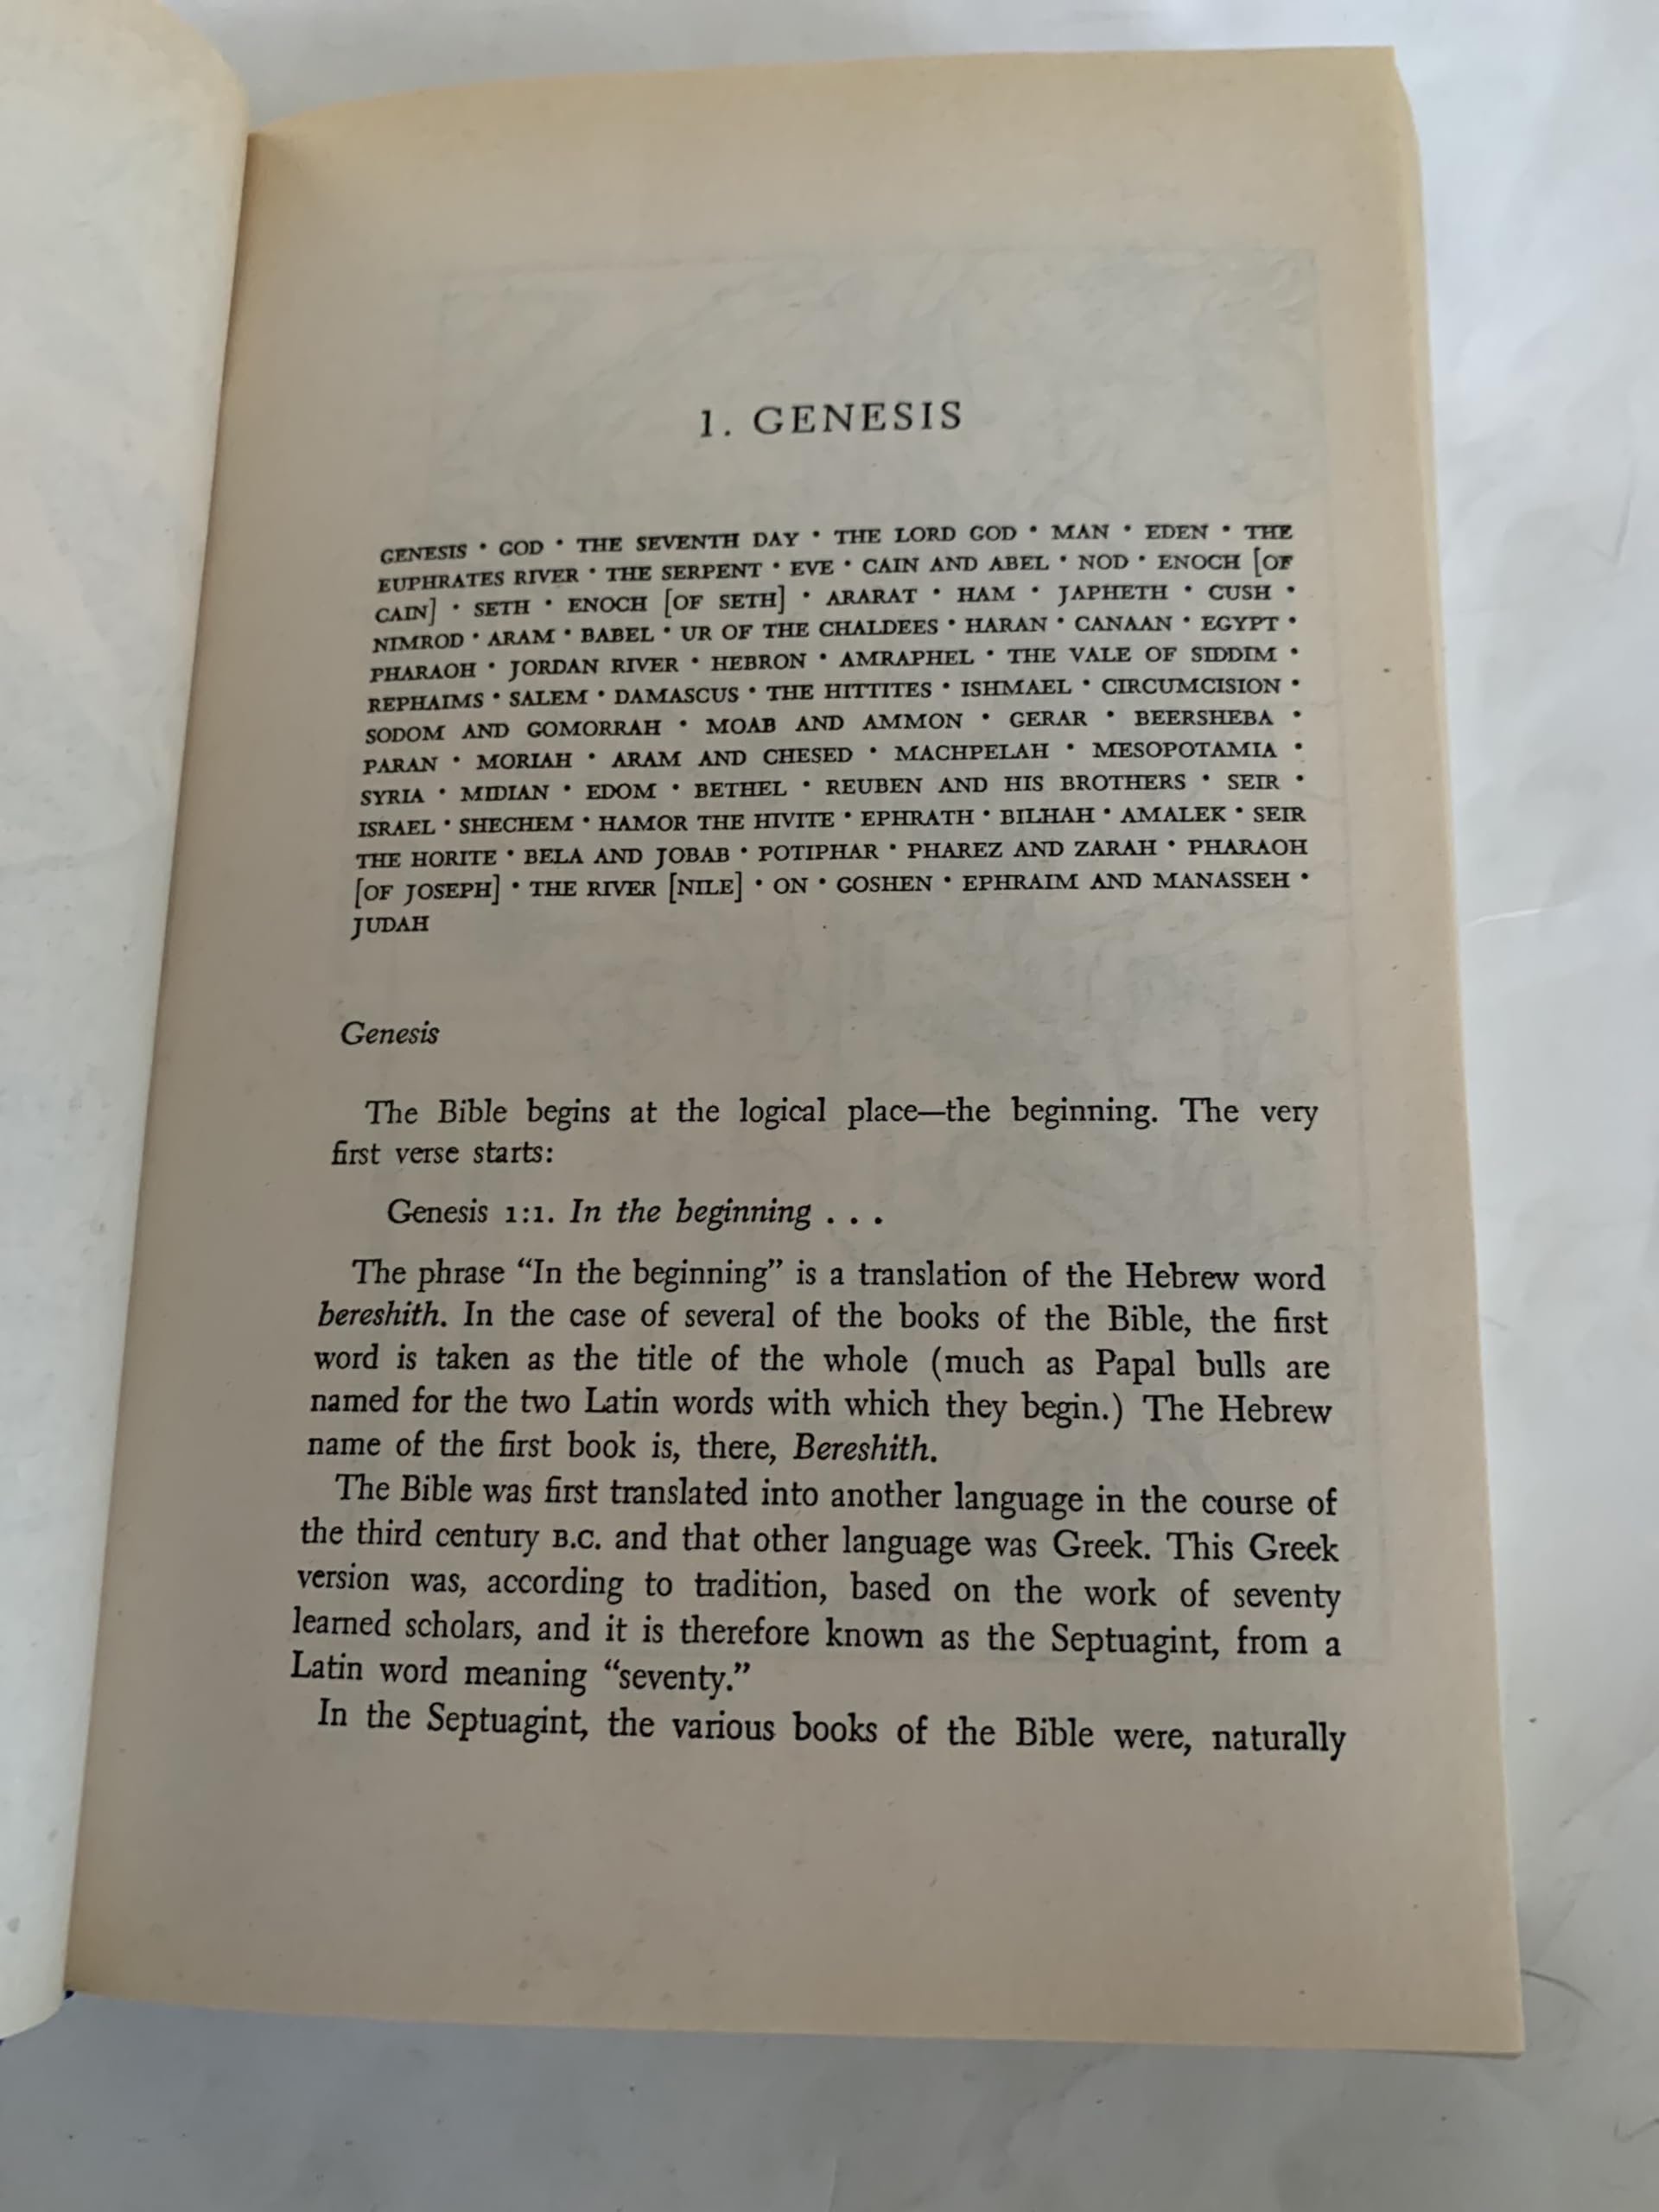 1. GENESIS
GENESIS • GOD • THE SEVENTH DAY • THE LORD GOD • MAN • EDEN • THE
EUPHRATES RIVER • THE SERPENT • EVE • CAIN AND ABEL • NOD • ENOCH [OF
CAIN] • SETH • ENOCH [OF SETH] • ARARAT • HAM • JAPHETH • CUSH •
NIMROD • ARAM • BABEL • UR OF THE CHALDEES • HARAN • CANAAN • EGYPT •
PHARAOH • JORDAN RIVER • HEBRON • AMRAPHEL • THE VALE OF SIDDIM •
REPHAIMS • SALEM • DAMASCUS • THE HITTITES • ISHMAEL • CIRCUMCISION •
SODOM AND GOMORRAH • MOAB AND AMMON • GERAR • BEERSHEBA •
PARAN • MORIAH • ARAM AND CHESED • MACHPELAH • MESOPOTAMIA •
SYRIA • MIDIAN • EDOM • BETHEL • REUBEN AND HIS BROTHERS • SEIR •
ISRAEL • SHECHEM • HAMOR THE HIVITE • EPHRATH • BILHAH • AMALEK • SEIR
THE HORITE • BELA AND JOBAB • POTIPHAR • PHAREZ AND ZARAH • PHARAOH
[OF JOSEPH] • THE RIVER [NILE] • ON • GOSHEN • EPHRAIM AND MANASSEH •
JUDAH
Genesis
The Bible begins at the logical place—the beginning. The very
first verse starts:
Genesis 1:1. In the beginning . . .
The phrase “In the beginning” is a translation of the Hebrew word
bereshith. In the case of several of the books of the Bible, the first
word is taken as the title of the whole (much as Papal bulls are
named for the two Latin words with which they begin.) The Hebrew
name of the first book is, there, Bereshith.
The Bible was first translated into another language in the course of
the third century B.C. and that other language was Greek. This Greek
version was, according to tradition, based on the work of seventy
learned scholars, and it is therefore known as the Septuagint, from a
Latin word meaning “seventy.”
In the Septuagint, the various books of the Bible were, naturally